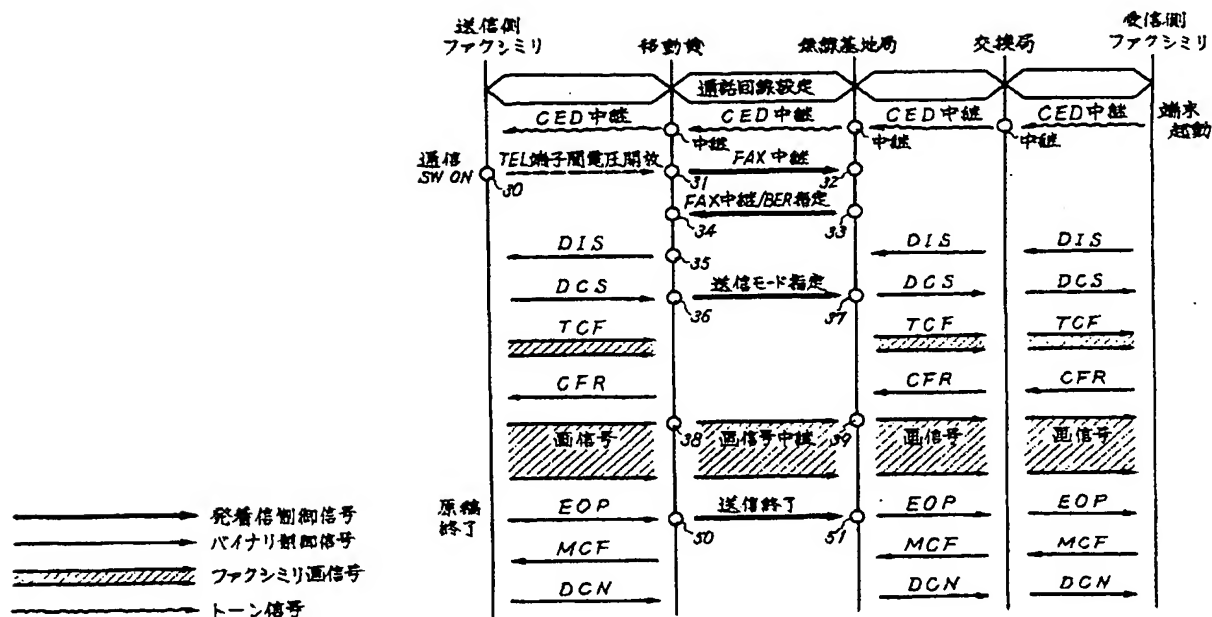 送信側
ファクシミリ
移動機
無線基地局
交換局
受信側
ファクシミリ
通話回線設定
CED中継
CED中継
CED中継
CED中継
端末
起動
中継
中継
中継
通信
SW ON
30
TEL端子間電圧開放
31
FAX中継
32
FAX中継/BER指定
34
33
DIS
35
DIS
DIS
DCS
36
送信モード指定
37
DCS
DCS
TCF
TCF
TCF
CFR
CFR
CFR
画信号
38
画信号中継
39
画信号
画信号
原稿
終了
EOP
50
送信終了
51
EOP
EOP
MCF
MCF
MCF
DCN
DCN
DCN
発着信制御信号
バイナリ制御信号
ファクシミリ画信号
トーン信号